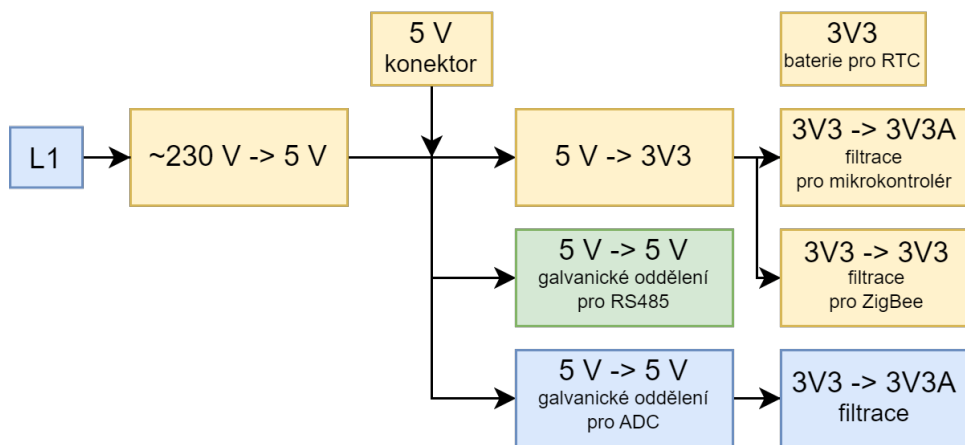 5 V
konektor
3V3
baterie pro RTC
L1
~230 V -> 5 V
5 V -> 3V3
3V3 -> 3V3A
filtrace
pro mikrokontrolér
5 V -> 5 V
galvanické oddělení
pro RS485
3V3 -> 3V3
filtrace
pro ZigBee
5 V -> 5 V
galvanické oddělení
pro ADC
3V3 -> 3V3A
filtrace